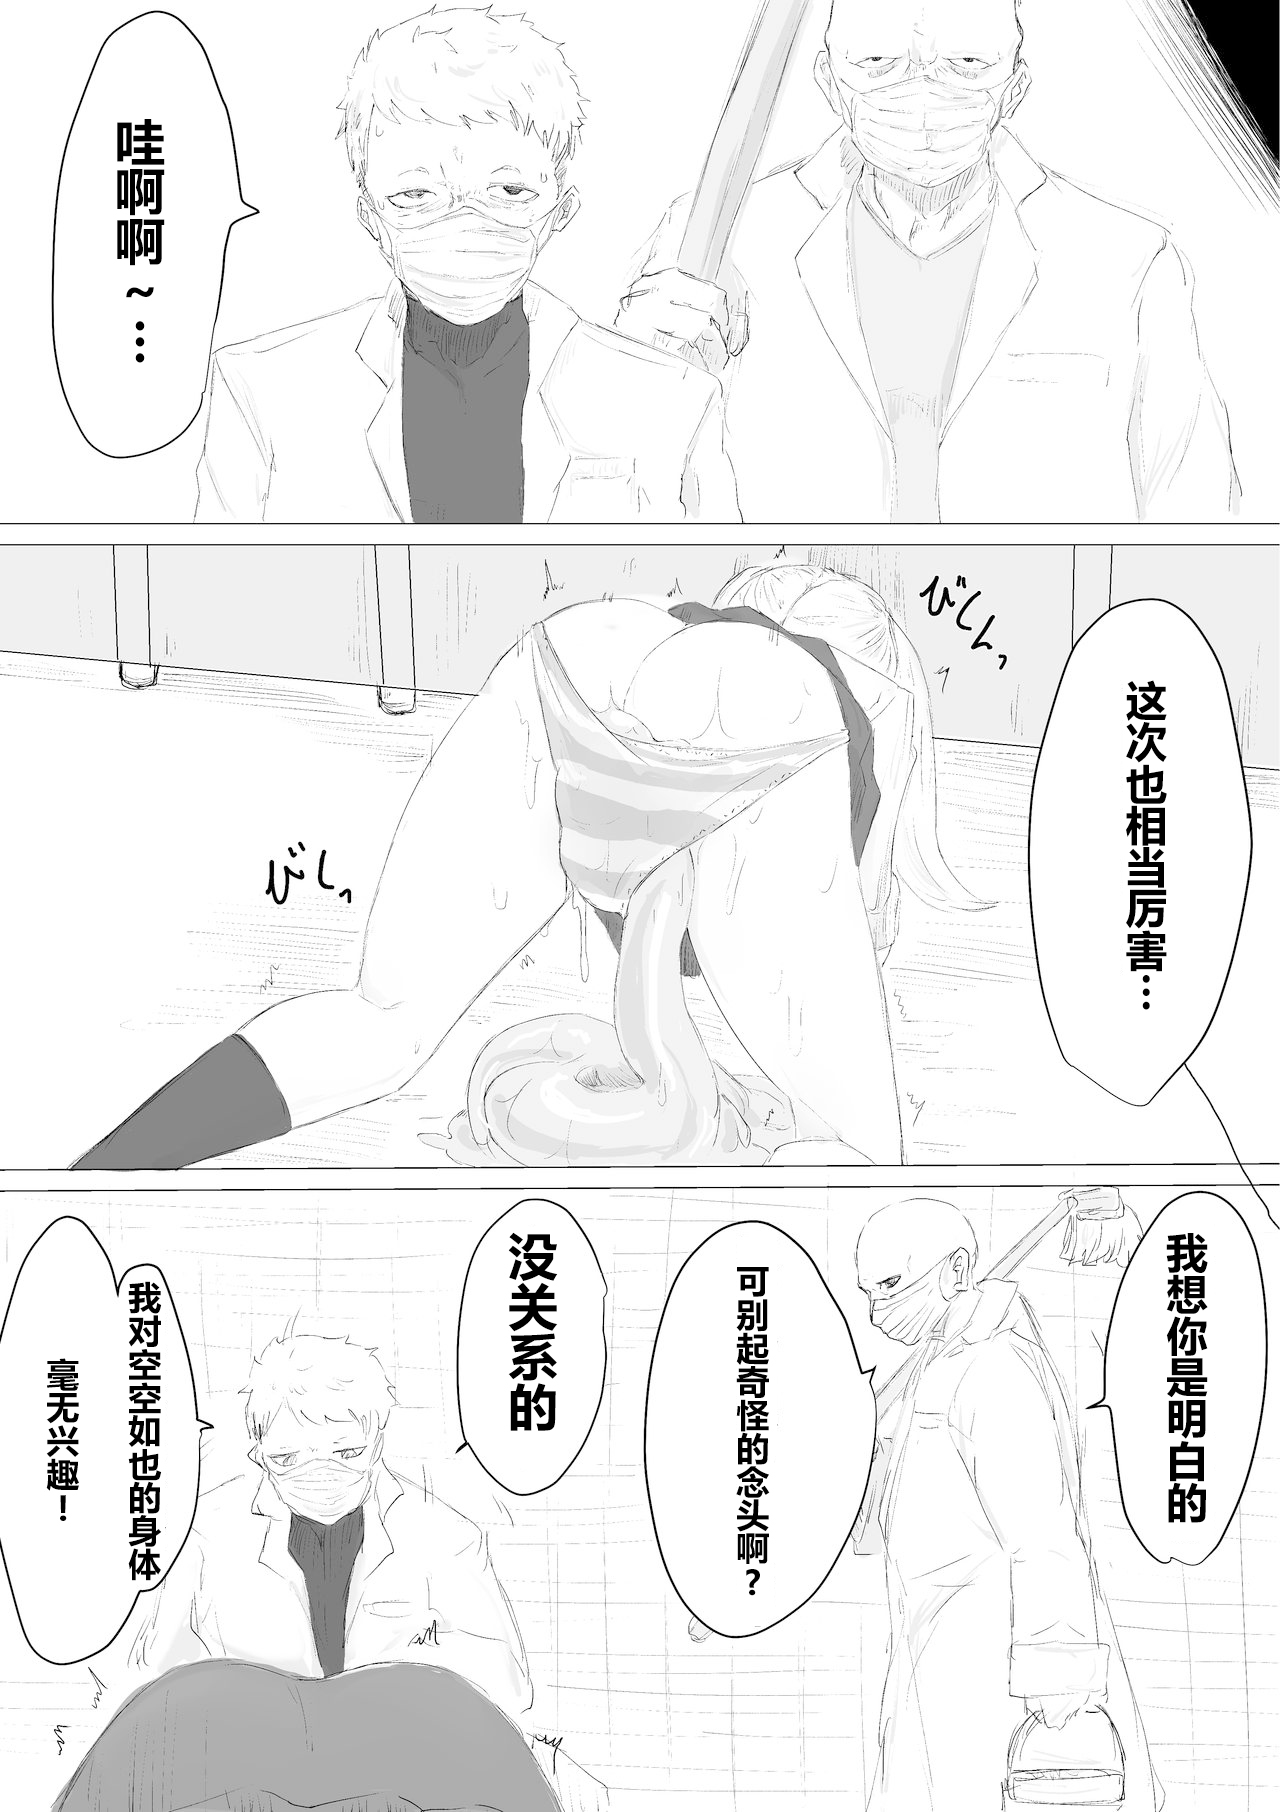 哇啊啊~…
びくんっ
这次也相当厉害…
びくっ
我想你是明白的
可别起奇怪的念头啊？
没关系的
我对空空如也的身体
毫无兴趣！